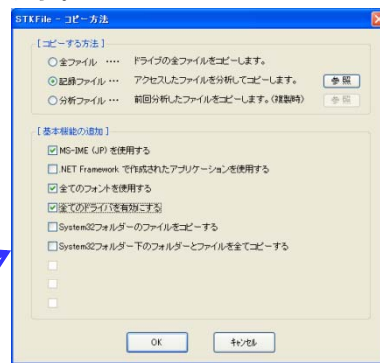 STKFile - コピー方法
[コピーする方法]
全ファイル ‥‥ ドライブの全ファイルをコピーします。
記録ファイル ‥‥ アクセスしたファイルを分析してコピーします。 参照
分析ファイル ‥‥ 前回分析したファイルをコピーします。(複製時) 参照
[基本機能の追加]
MS-IME (JP) を使用する
.NET Framework で作成されたアプリケーションを使用する
全てのフォントを使用する
全てのドライバを有効にする
System32フォルダーのファイルをコピーする
System32フォルダー下のフォルダーとファイルを全てコピーする
OK キャンセル